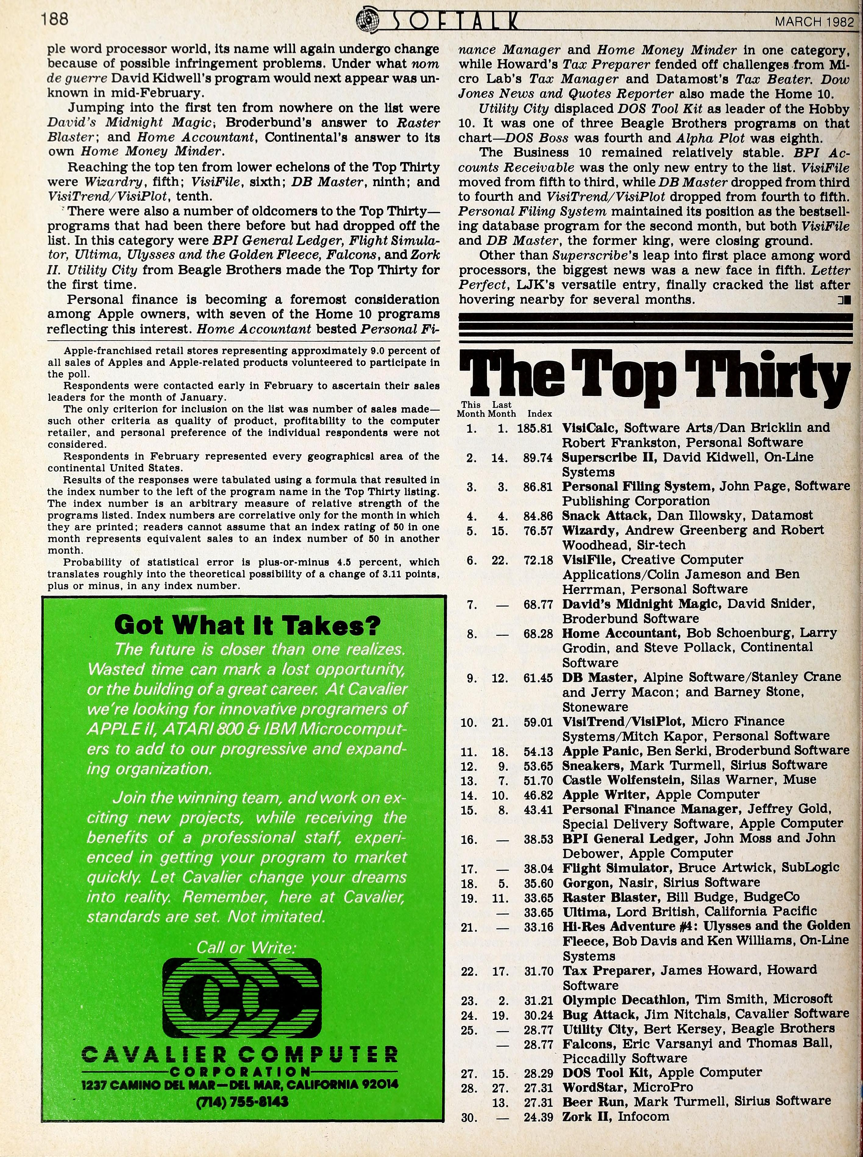 188
SOFTALK
MARCH 1982
ple word processor world, its name will again undergo change
because of possible infringement problems. Under what nom
de guerre David Kidwell's program would next appear was un-
known in mid-February.
Jumping into the first ten from nowhere on the list were
David's Midnight Magic; Broderbund's answer to Raster
Blaster; and Home Accountant, Continental's answer to its
own Home Money Minder.
Reaching the top ten from lower echelons of the Top Thirty
were Wizardry, fifth; VisiFile, sixth; DB Master, ninth; and
VisiTrend/VisiPlot, tenth.
There were also a number of oldcomers to the Top Thirty—
programs that had been there before but had dropped off the
list. In this category were BPI General Ledger, Flight Simula-
tor, Ultima, Ulysses and the Golden Fleece, Falcons, and Zork
II. Utility City from Beagle Brothers made the Top Thirty for
the first time.
Personal finance is becoming a foremost consideration
among Apple owners, with seven of the Home 10 programs
reflecting this interest. Home Accountant bested Personal Fi-
Apple-franchised retail stores representing approximately 9.0 percent of
all sales of Apples and Apple-related products volunteered to participate in
the poll.
Respondents were contacted early in February to ascertain their sales
leaders for the month of January.
The only criterion for inclusion on the list was number of sales made—
such other criteria as quality of product, profitability to the computer
retailer, and personal preference of the individual respondents were not
considered.
Respondents in February represented every geographical area of the
continental United States.
Results of the responses were tabulated using a formula that resulted in
the index number to the left of the program name in the Top Thirty listing.
The index number is an arbitrary measure of relative strength of the
programs listed. Index numbers are correlative only for the month in which
they are printed; readers cannot assume that an index rating of 50 in one
month represents equivalent sales to an index number of 50 in another
month.
Probability of statistical error is plus-or-minus 4.5 percent, which
translates roughly into the theoretical possibility of a change of 3.11 points,
plus or minus, in any index number.
Got What It Takes?
The future is closer than one realizes.
Wasted time can mark a lost opportunity,
or the building of a great career. At Cavalier
we're looking for innovative programers of
APPLE II, ATARI 800 & IBM Microcomput-
ers to add to our progressive and expand-
ing organization.
Join the winning team, and work on ex-
citing new projects, while receiving the
benefits of a professional staff, experi-
enced in getting your program to market
quickly. Let Cavalier change your dreams
into reality. Remember, here at Cavalier,
standards are set. Not imitated.
Call or Write:
CCC
CAVALIER COMPUTER
CORPORATION
1237 CAMINO DEL MAR—DEL MAR, CALIFORNIA 92014
(714) 755-8143
nance Manager and Home Money Minder in one category,
while Howard's Tax Preparer fended off challenges from Mi-
cro Lab's Tax Manager and Datamost's Tax Beater. Dow
Jones News and Quotes Reporter also made the Home 10.
Utility City displaced DOS Tool Kit as leader of the Hobby
10. It was one of three Beagle Brothers programs on that
chart—DOS Boss was fourth and Alpha Plot was eighth.
The Business 10 remained relatively stable. BPI Ac-
counts Receivable was the only new entry to the list. VisiFile
moved from fifth to third, while DB Master dropped from third
to fourth and VisiTrend/VisiPlot dropped from fourth to fifth.
Personal Filing System maintained its position as the bestsell-
ing database program for the second month, but both VisiFile
and DB Master, the former king, were closing ground.
Other than Superscribe's leap into first place among word
processors, the biggest news was a new face in fifth. Letter
Perfect, LJK's versatile entry, finally cracked the list after
hovering nearby for several months.
The Top Thirty
This Last
Month Month Index
1. 1. 185.81 VisiCalc, Software Arts/Dan Bricklin and
Robert Frankston, Personal Software
2. 14. 89.74 Superscribe II, David Kidwell, On-Line
Systems
3. 3. 86.81 Personal Filing System, John Page, Software
Publishing Corporation
4. 4. 84.86 Snack Attack, Dan Illowsky, Datamost
5. 15. 76.57 Wizardy, Andrew Greenberg and Robert
Woodhead, Sir-tech
6. 22. 72.18 VisiFile, Creative Computer
Applications/Colin Jameson and Ben
Herrman, Personal Software
7. — 68.77 David's Midnight Magic, David Snider,
Broderbund Software
8. — 68.28 Home Accountant, Bob Schoenburg, Larry
Grodin, and Steve Pollack, Continental
Software
9. 12. 61.45 DB Master, Alpine Software/Stanley Crane
and Jerry Macon; and Barney Stone,
Stoneware
10. 21. 59.01 VisiTrend/VisiPlot, Micro Finance
Systems/Mitch Kapor, Personal Software
11. 18. 54.13 Apple Panic, Ben Serki, Broderbund Software
12. 9. 53.65 Sneakers, Mark Turmell, Sirius Software
13. 7. 51.70 Castle Wolfenstein, Silas Warner, Muse
14. 10. 46.82 Apple Writer, Apple Computer
15. 8. 43.41 Personal Finance Manager, Jeffrey Gold,
Special Delivery Software, Apple Computer
16. — 38.53 BPI General Ledger, John Moss and John
Debower, Apple Computer
17. — 38.04 Flight Simulator, Bruce Artwick, SubLogic
18. 5. 35.60 Gorgon, Nasir, Sirius Software
19. 11. 33.65 Raster Blaster, Bill Budge, BudgeCo
— 33.65 Ultima, Lord British, California Pacific
21. — 33.16 Hi-Res Adventure #4: Ulysses and the Golden
Fleece, Bob Davis and Ken Williams, On-Line
Systems
22. 17. 31.70 Tax Preparer, James Howard, Howard
Software
23. 2. 31.21 Olympic Decathlon, Tim Smith, Microsoft
24. 19. 30.24 Bug Attack, Jim Nitchals, Cavalier Software
25. — 28.77 Utility City, Bert Kersey, Beagle Brothers
— 28.77 Falcons, Eric Varsanyi and Thomas Ball,
Piccadilly Software
27. 15. 28.29 DOS Tool Kit, Apple Computer
28. 27. 27.31 WordStar, MicroPro
13. 27.31 Beer Run, Mark Turmell, Sirius Software
30. — 24.39 Zork II, Infocom